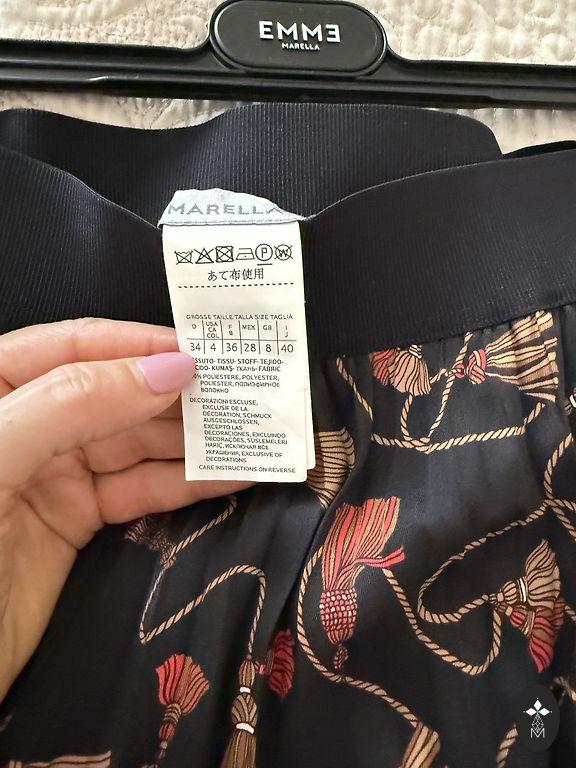 EMMƎ
MARELLA
MARELLA
P W
あて布使用
GRÖSSE TAILLE TALLA SIZE TAGLIA
D USA CA COL F B MEX GB I J
34 4 36 28 8 40
TESSUTO- TISSU- STOFF- TEJIDO-
TECIDO- KUMAŞ- ТКАНЬ- FABRIC
POLIESTERE, POLYESTER,
POLIESTER, ПОЛИЭФИРНОЕ
ВОЛОКНО
DECORAZIONI ESCLUSE,
EXCLUSIF DE LA
DÉCORATION, SCHMUCK
AUSGESCHLOSSEN,
EXCEPTO LAS
DECORACIONES, EXCLUINDO
DECORAÇÕES, SÜSLEMELERİ
HARİÇ, ИСКЛЮЧАЯ ВСЕ
УКРАШЕНИЯ, EXCLUSIVE OF
DECORATIONS
CARE INSTRUCTIONS ON REVERSE
M